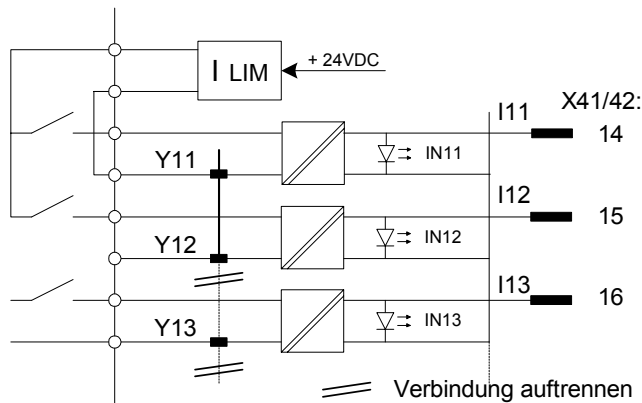 I LIM
+ 24VDC
X41/42:
I11
14
Y11
IN11
I12
15
Y12
IN12
I13
16
Y13
IN13
Verbindung auftrennen